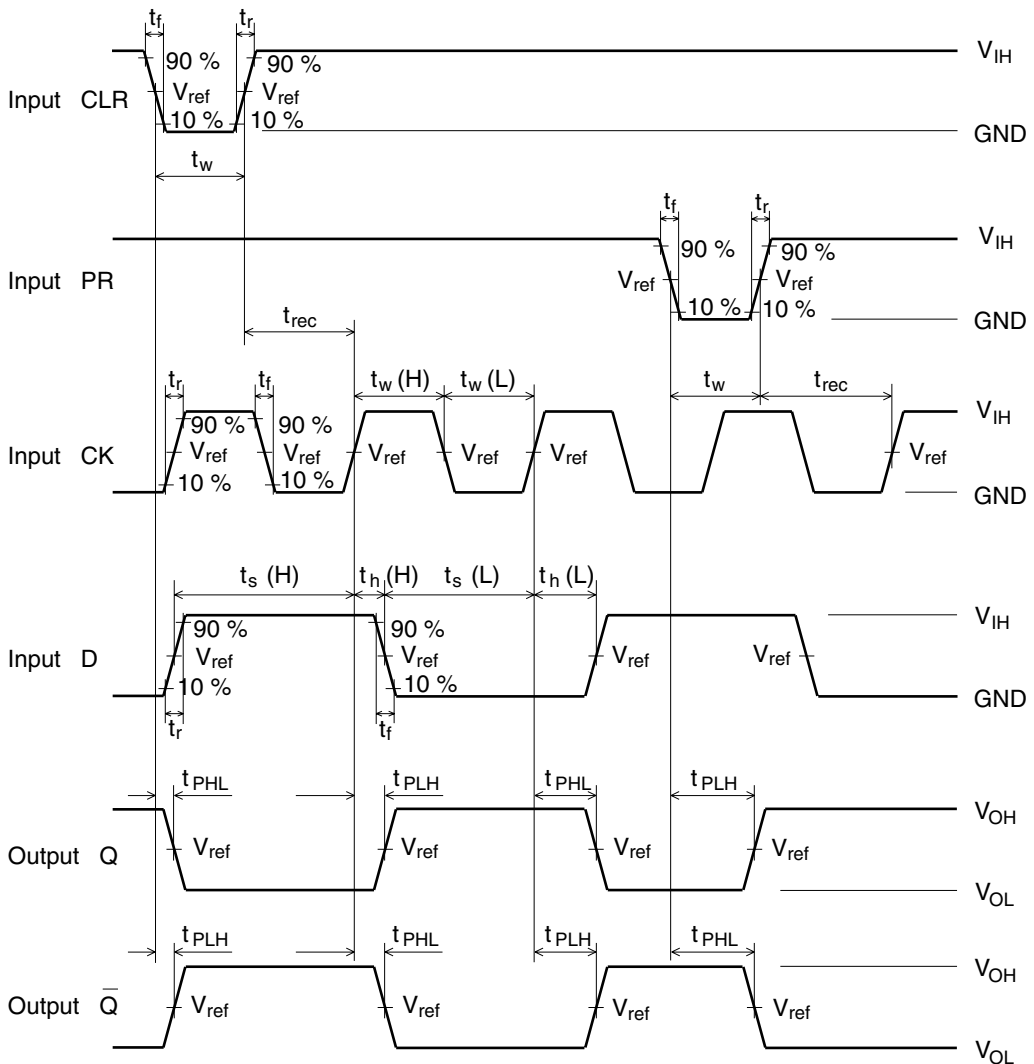 tf tr
VIH
90 % 90 %
Input CLR Vref Vref
10 % 10 %
GND
tw
tf tr
VIH
90 % 90 %
Input PR Vref Vref
10 % 10 %
GND
trec
tr tf tw (H) tw (L) tw trec
VIH
90 % 90 %
Input CK Vref Vref Vref Vref Vref Vref
10 % 10 %
GND
ts (H) th (H) ts (L) th (L)
VIH
90 % 90 %
Input D Vref Vref Vref Vref
10 % 10 %
GND
tr tf
tPHL tPLH tPHL tPLH
VOH
Output Q Vref Vref Vref Vref
VOL
tPLH tPHL tPLH tPHL
VOH
Output Q̅ Vref Vref Vref Vref
VOL